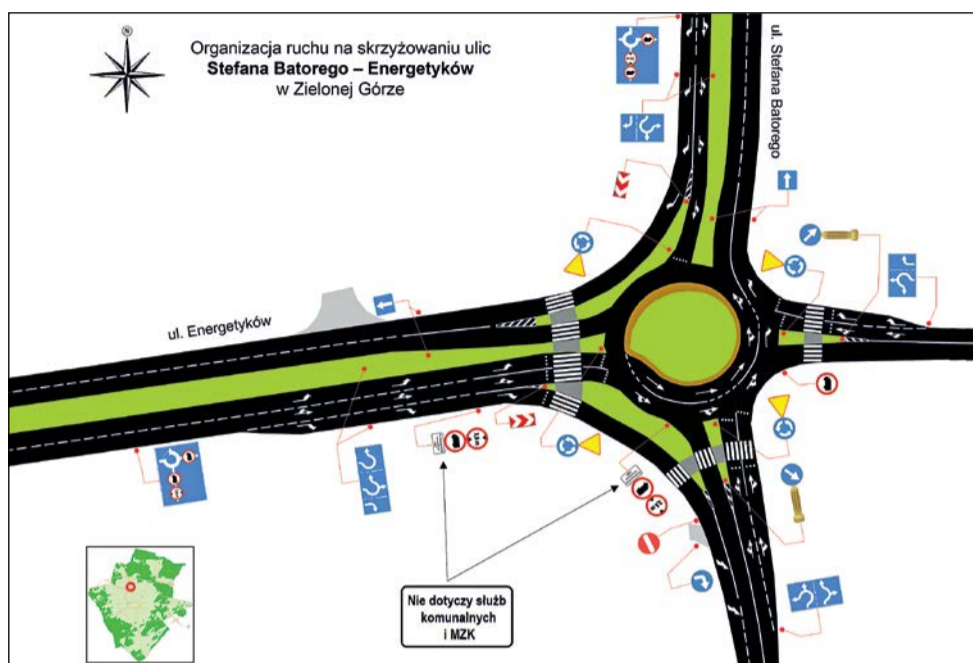 N
Organizacja ruchu na skrzyżowaniu ulic
Stefana Batorego – Energetyków
w Zielonej Górze
ul. Stefana Batorego
ul. Energetyków
Nie dotyczy służb
komunalnych
i MZK